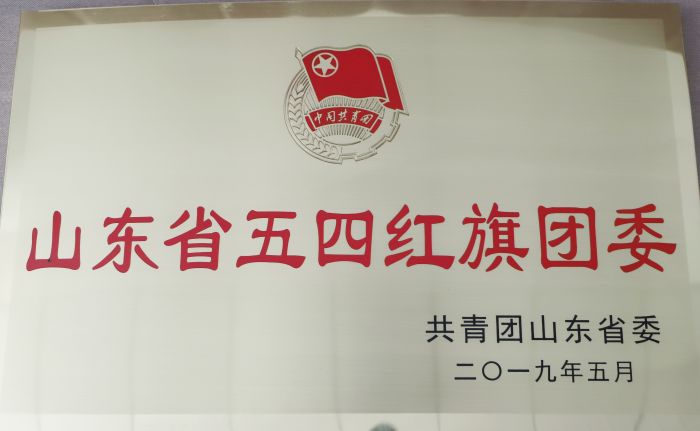 中国共青团
山东省五四红旗团委
共青团山东省委
二〇一九年五月